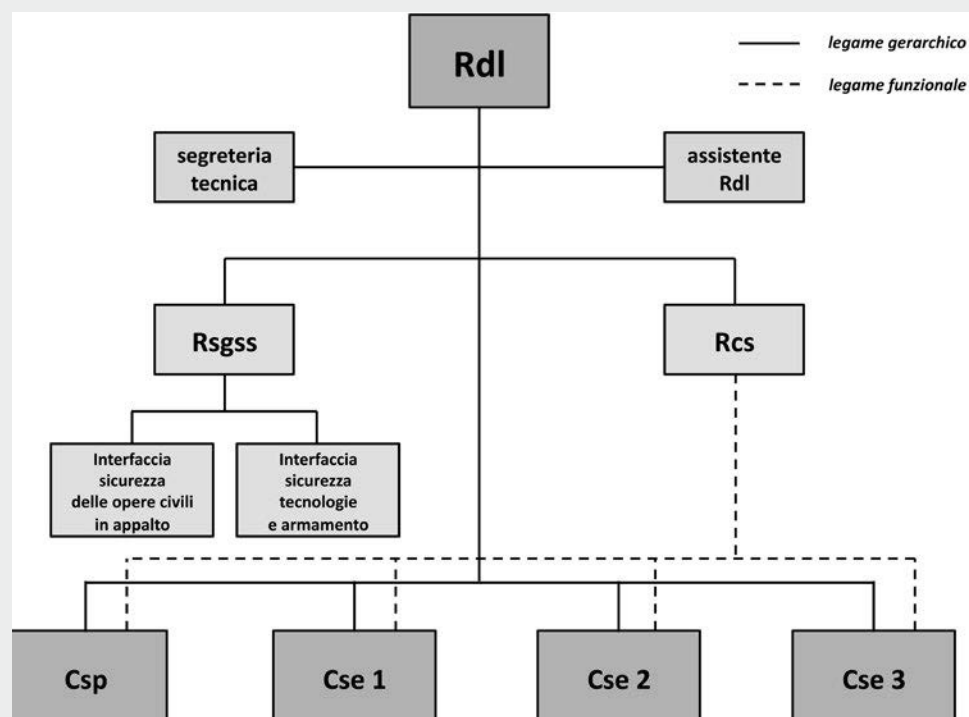 Rdl
legame gerarchico
legame funzionale
segreteria
tecnica
assistente
Rdl
Rsgss
Rcs
Interfaccia
sicurezza
delle opere civili
in appalto
Interfaccia
sicurezza
tecnologie
e armamento
Csp
Cse 1
Cse 2
Cse 3